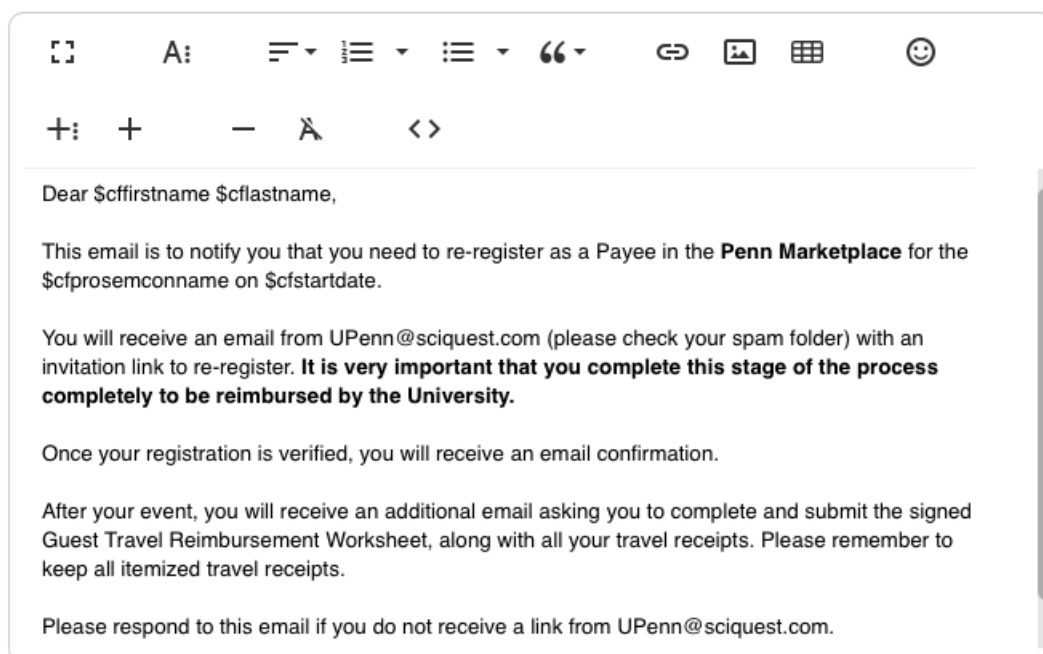 Dear $cffirstname $cflastname,
This email is to notify you that you need to re-register as a Payee in the Penn Marketplace for the
$cfprosemconname on $cfstartdate.
You will receive an email from UPenn@sciquest.com (please check your spam folder) with an
invitation link to re-register. It is very important that you complete this stage of the process
completely to be reimbursed by the University.
Once your registration is verified, you will receive an email confirmation.
After your event, you will receive an additional email asking you to complete and submit the signed
Guest Travel Reimbursement Worksheet, along with all your travel receipts. Please remember to
keep all itemized travel receipts.
Please respond to this email if you do not receive a link from UPenn@sciquest.com.